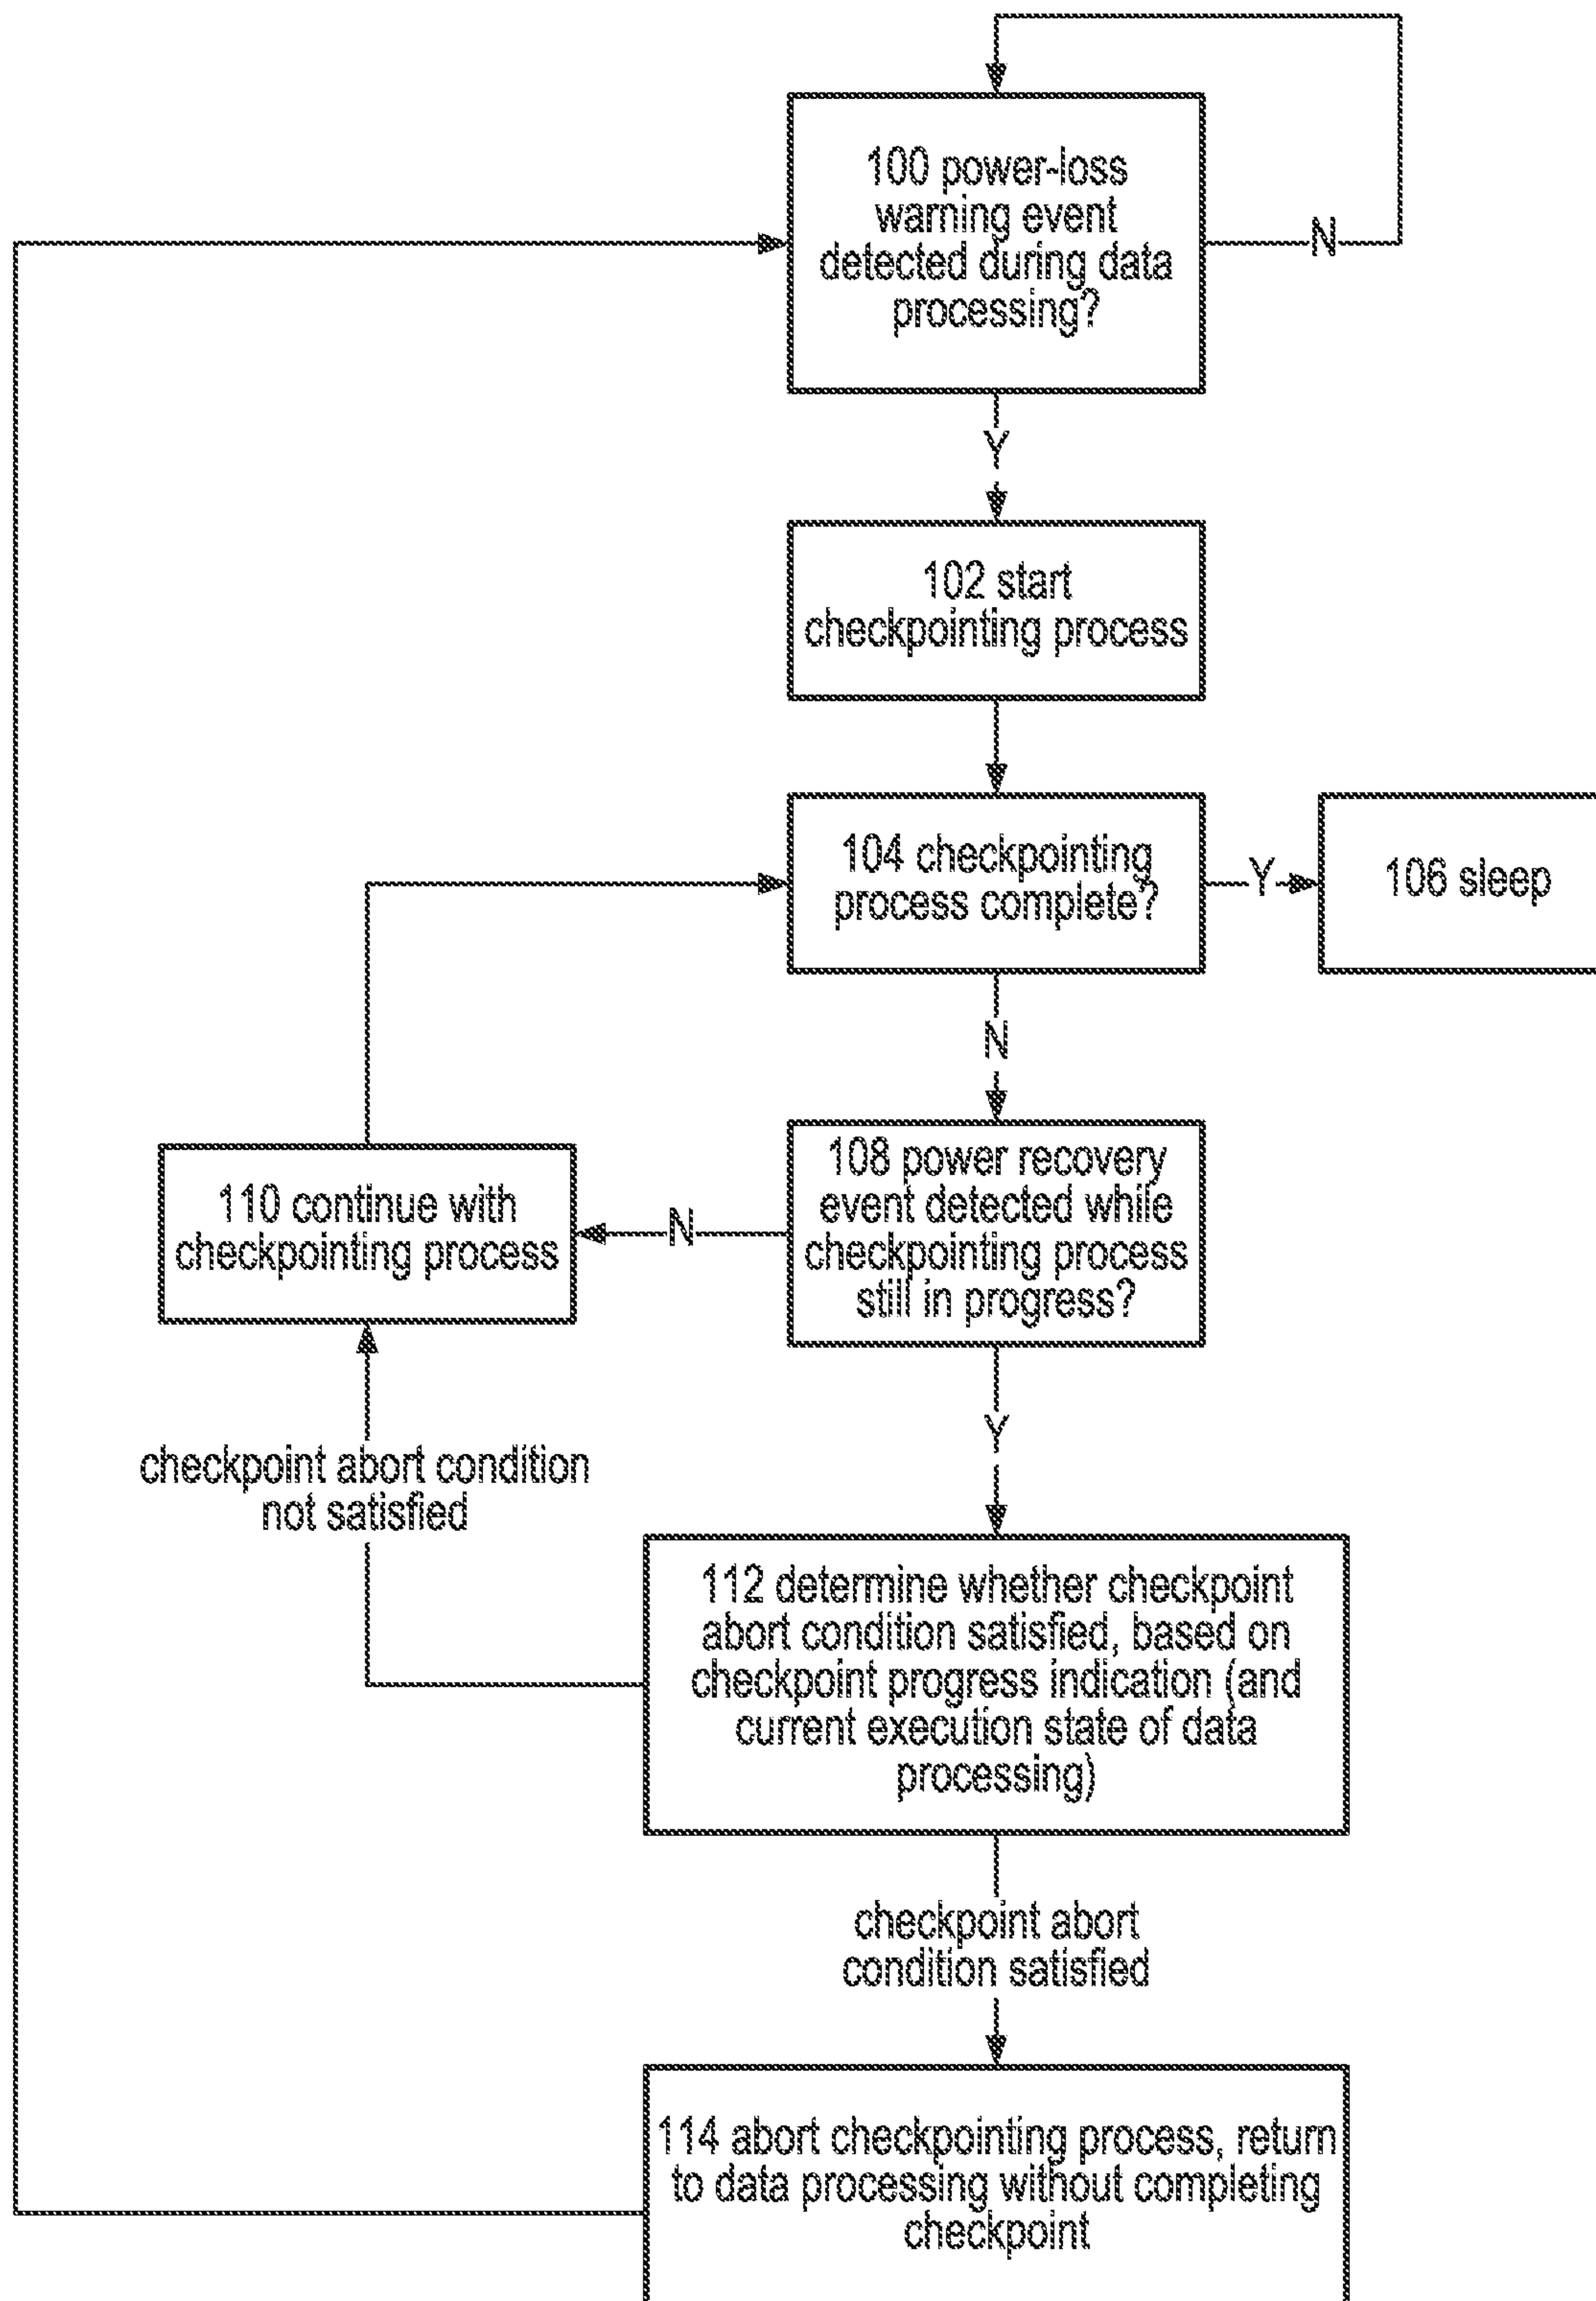 100 power-loss
warning event
detected during data
processing?
N
Y
102 start
checkpointing process
104 checkpointing
process complete?
Y
106 sleep
N
108 power recovery
event detected while
checkpointing process
still in progress?
N
110 continue with
checkpointing process
Y
checkpoint abort condition
not satisfied
112 determine whether checkpoint
abort condition satisfied, based on
checkpoint progress indication (and
current execution state of data
processing)
checkpoint abort
condition satisfied
114 abort checkpointing process, return
to data processing without completing
checkpoint